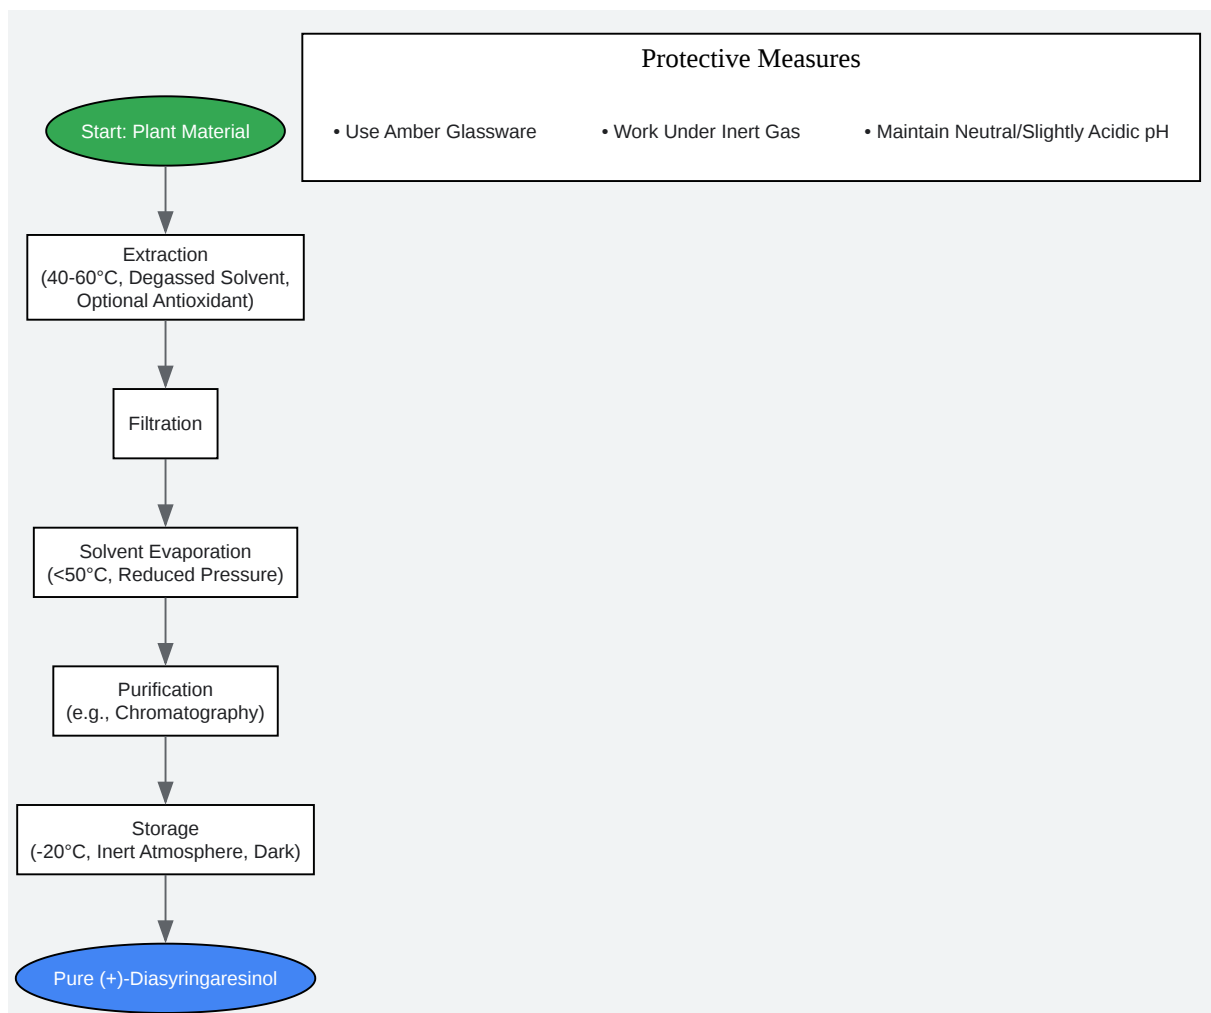 Protective Measures
• Use Amber Glassware
• Work Under Inert Gas
• Maintain Neutral/Slightly Acidic pH
Start: Plant Material
Extraction
(40-60°C, Degassed Solvent,
Optional Antioxidant)
Filtration
Solvent Evaporation
(<50°C, Reduced Pressure)
Purification
(e.g., Chromatography)
Storage
(-20°C, Inert Atmosphere, Dark)
Pure (+)-Diasyringaresinol